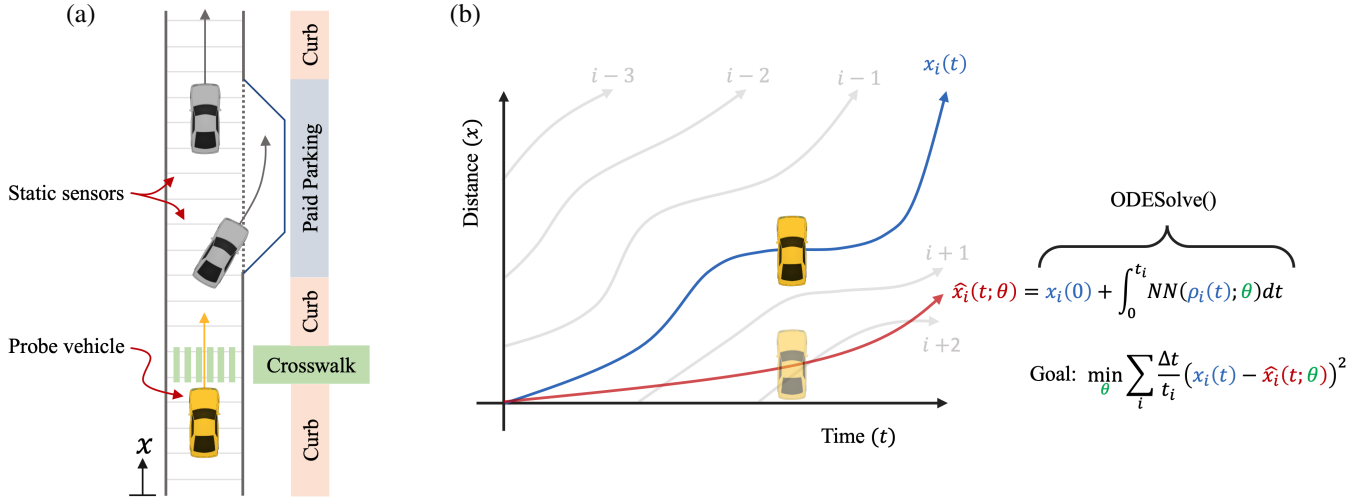 (a)
Curb
Paid Parking
Static sensors
Curb
Probe vehicle
Crosswalk
Curb
x
(b)
i − 3
i − 2
i − 1
xᵢ(t)
Distance (x)
i + 1
i +2
Time (t)
ODESolve()
x̂ᵢ(t; θ) = xᵢ(0) + ∫₀^{tᵢ} NN(ρᵢ(t); θ)dt
Goal: min_θ ∑ᵢ Δt/tᵢ (xᵢ(t) − x̂ᵢ(t; θ))²